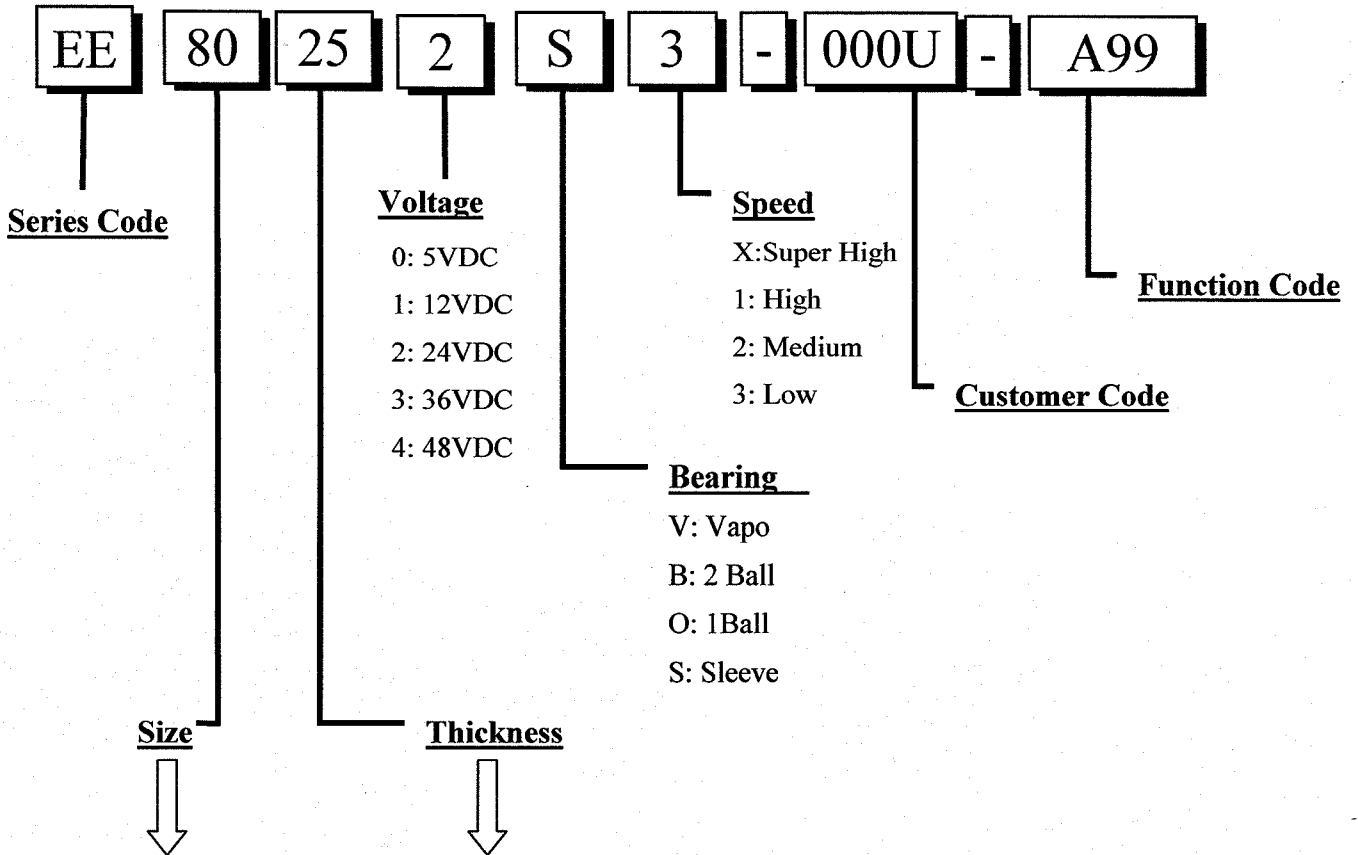 EE 80 25 2 S 3 - 000U - A99
Series Code
Voltage
0: 5VDC
1: 12VDC
2: 24VDC
3: 36VDC
4: 48VDC
Speed
X:Super High
1: High
2: Medium
3: Low
Function Code
Customer Code
Bearing
V: Vapo
B: 2 Ball
O: 1Ball
S: Sleeve
Size
Thickness